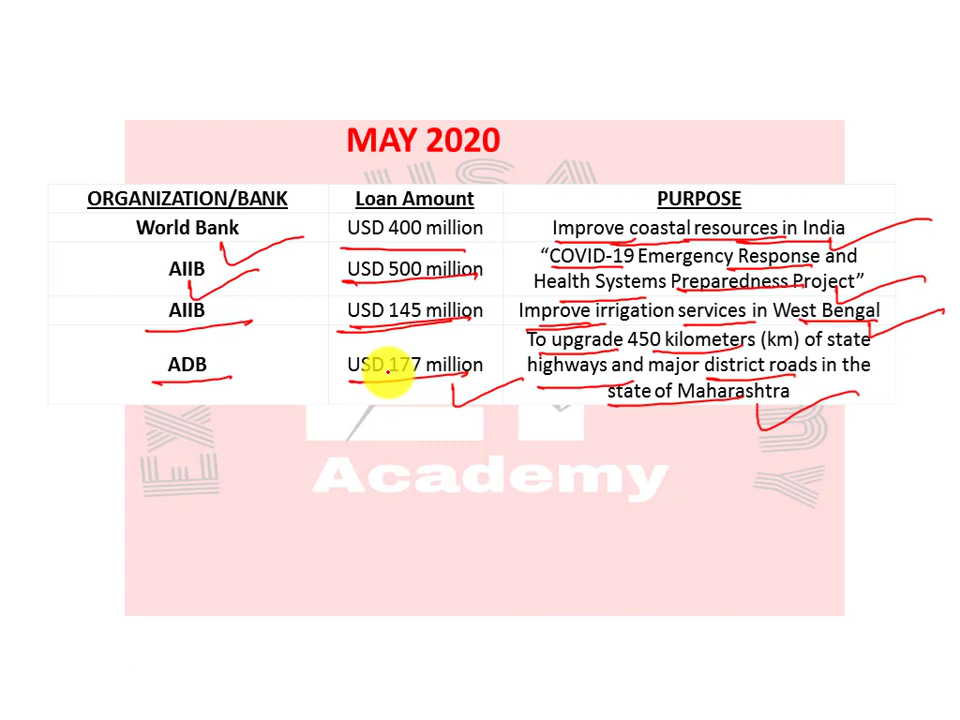 MAY 2020
ORGANIZATION/BANK Loan Amount PURPOSE
World Bank USD 400 million Improve coastal resources in India
AIIB USD 500 million “COVID-19 Emergency Response and
Health Systems Preparedness Project”
AIIB USD 145 million Improve irrigation services in West Bengal
ADB USD 177 million To upgrade 450 kilometers (km) of state
highways and major district roads in the
state of Maharashtra
Academy